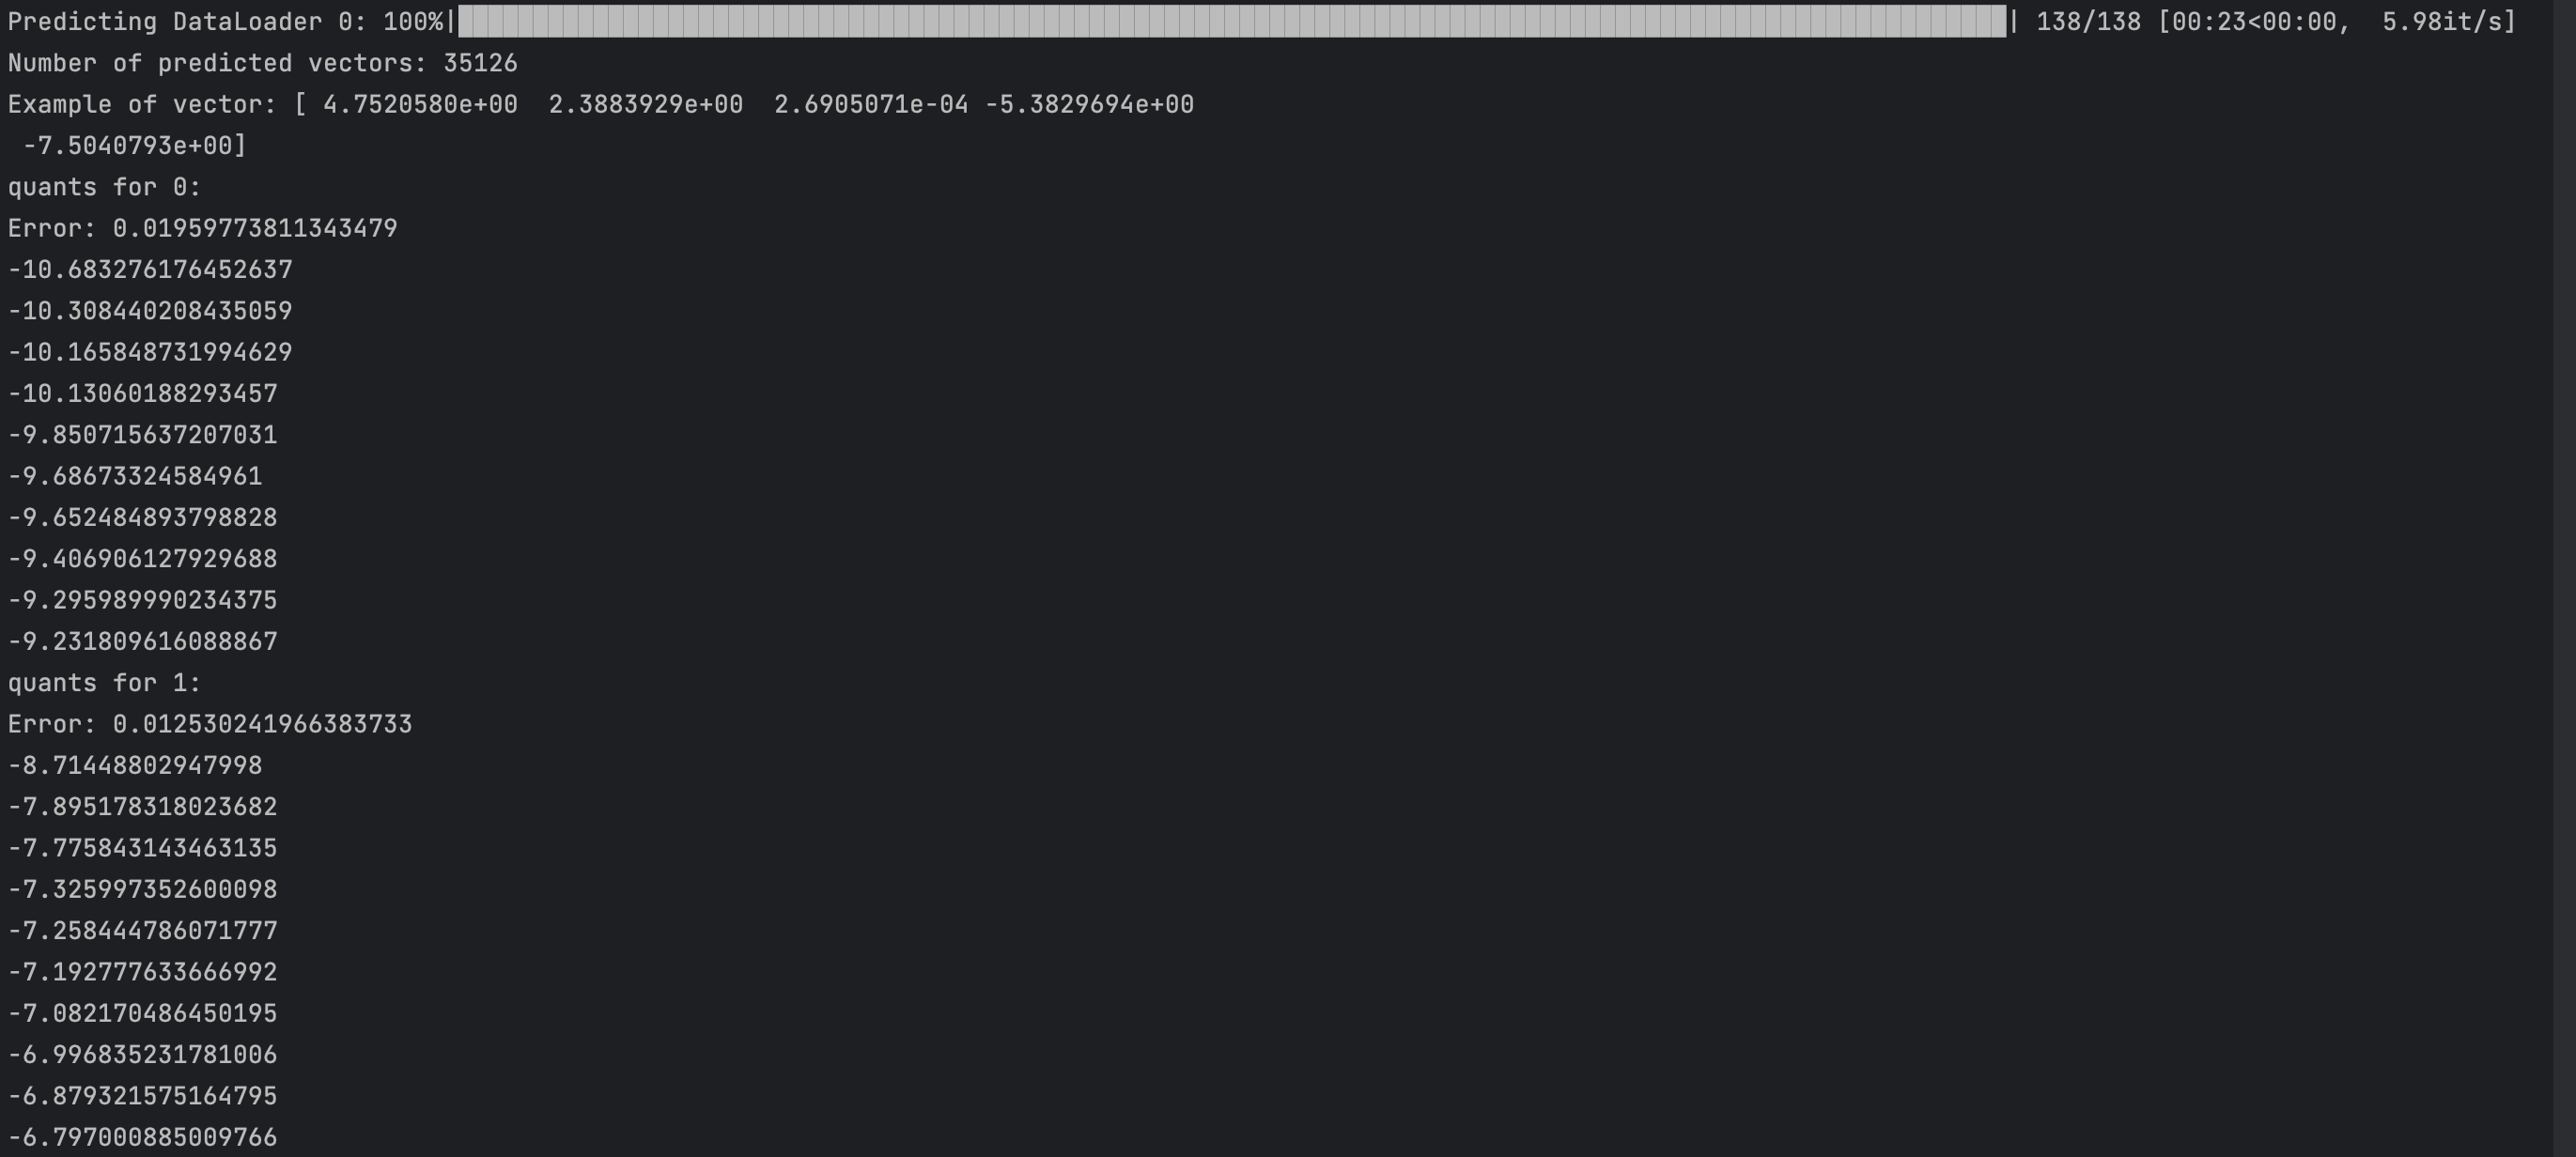 Predicting DataLoader 0: 100%|██████████| 138/138 [00:23<00:00,  5.98it/s]
Number of predicted vectors: 35126
Example of vector: [ 4.7520580e+00  2.3883929e+00  2.6905071e-04 -5.3829694e+00
 -7.5040793e+00]
quants for 0:
Error: 0.01959773811343479
-10.683276176452637
-10.308440208435059
-10.165848731994629
-10.13060188293457
-9.850715637207031
-9.68673324584961
-9.652484893798828
-9.406906127929688
-9.295989990234375
-9.231809616088867
quants for 1:
Error: 0.012530241966383733
-8.71448802947998
-7.895178318023682
-7.775843143463135
-7.325997352600098
-7.258444786071777
-7.192777633666992
-7.082170486450195
-6.996835231781006
-6.879321575164795
-6.797000885009766